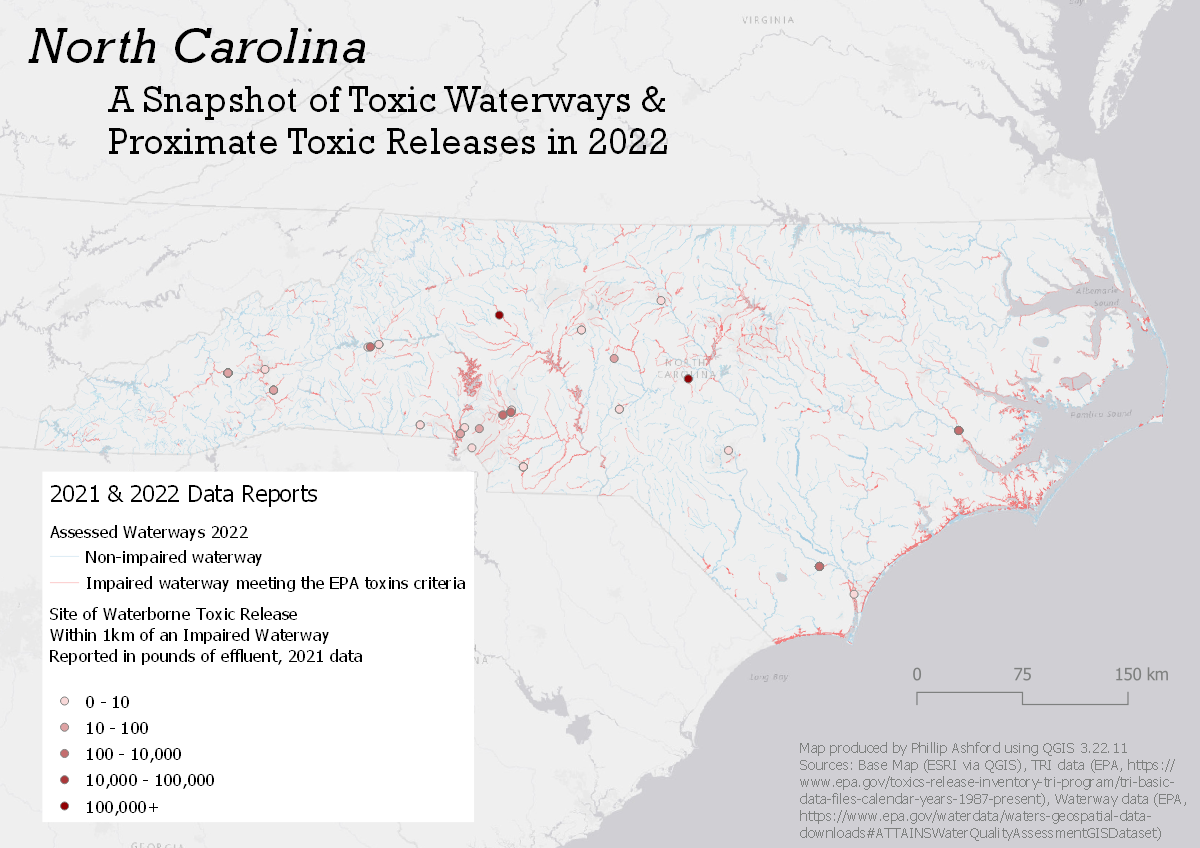 VIRGINIA
North Carolina
A Snapshot of Toxic Waterways &
Proximate Toxic Releases in 2022
Albemarle
Sound
NORTH
CAROLINA
Pamlico Sound
2021 & 2022 Data Reports
Assessed Waterways 2022
Non-impaired waterway
Impaired waterway meeting the EPA toxins criteria
Site of Waterborne Toxic Release
Within 1km of an Impaired Waterway
Reported in pounds of effluent, 2021 data
0 - 10
10 - 100
100 - 10,000
10,000 - 100,000
100,000+
NA
Long Bay
0 75 150 km
Map produced by Phillip Ashford using QGIS 3.22.11
Sources: Base Map (ESRI via QGIS), TRI data (EPA, https://
www.epa.gov/toxics-release-inventory-tri-program/tri-basic-
data-files-calendar-years-1987-present), Waterway data (EPA,
https://www.epa.gov/waterdata/waters-geospatial-data-
downloads#ATTAINSWaterQualityAssessmentGISDataset)
GEORGIA